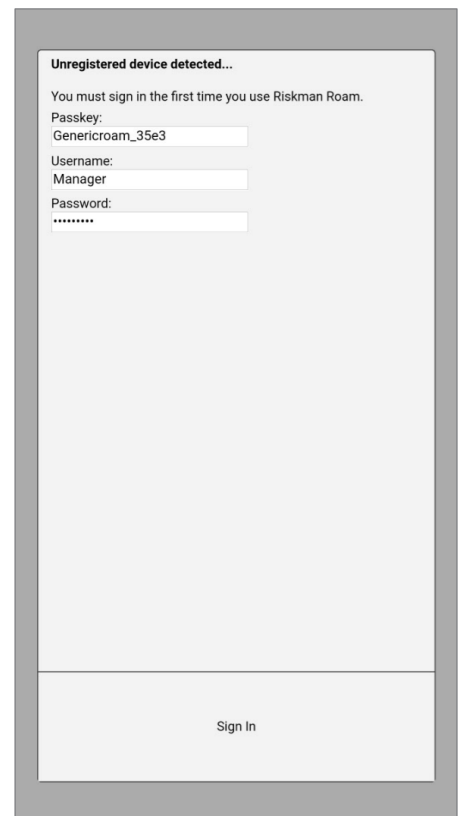 Unregistered device detected...
You must sign in the first time you use Riskman Roam.
Passkey:
Genericroam_35e3
Username:
Manager
Password:
•••••••••
Sign In